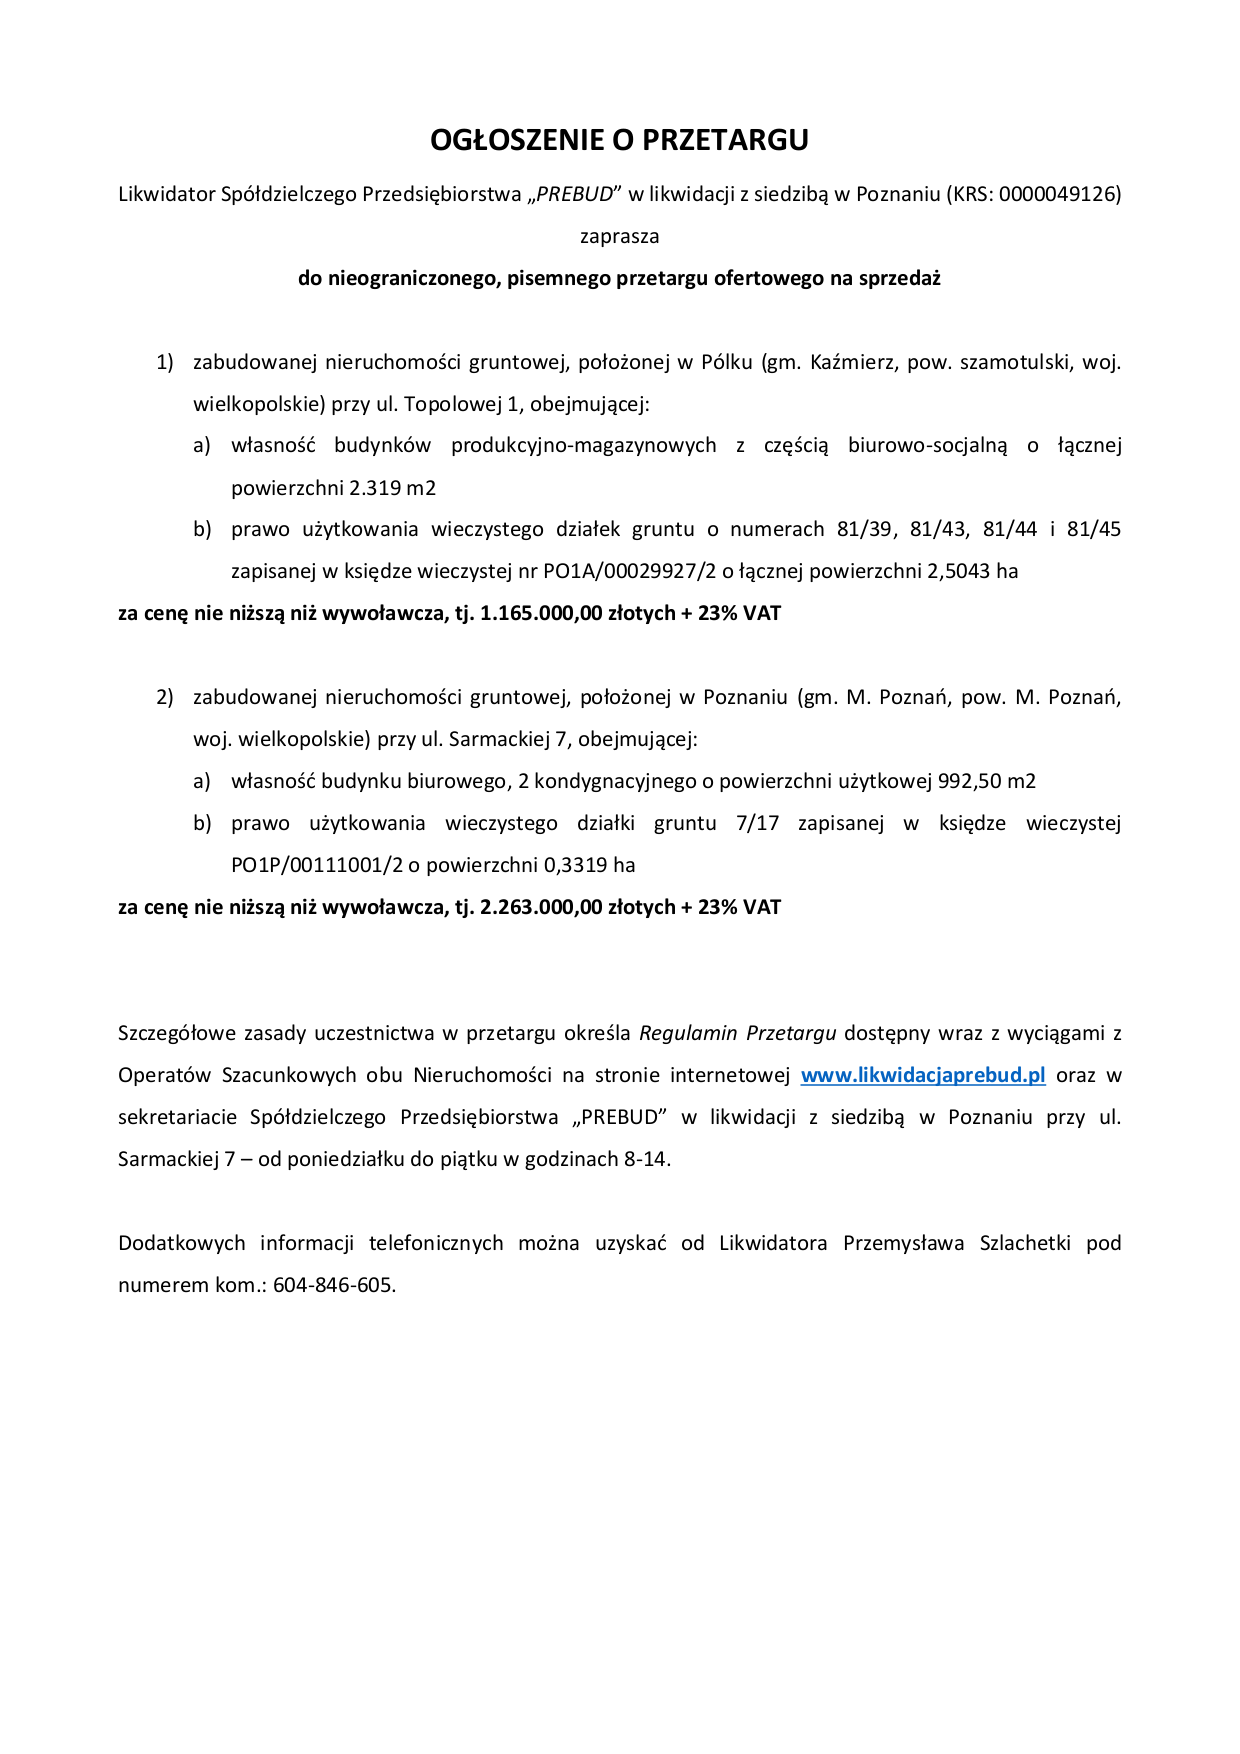 OGŁOSZENIE O PRZETARGU
Likwidator Spółdzielczego Przedsiębiorstwa „PREBUD” w likwidacji z siedzibą w Poznaniu (KRS: 0000049126)
zaprasza
do nieograniczonego, pisemnego przetargu ofertowego na sprzedaż
1) zabudowanej nieruchomości gruntowej, położonej w Pólku (gm. Kaźmierz, pow. szamotulski, woj.
wielkopolskie) przy ul. Topolowej 1, obejmującej:
a) własność budynków produkcyjno-magazynowych z częścią biurowo-socjalną o łącznej
powierzchni 2.319 m2
b) prawo użytkowania wieczystego działek gruntu o numerach 81/39, 81/43, 81/44 i 81/45
zapisanej w księdze wieczystej nr PO1A/00029927/2 o łącznej powierzchni 2,5043 ha
za cenę nie niższą niż wywoławcza, tj. 1.165.000,00 złotych + 23% VAT
2) zabudowanej nieruchomości gruntowej, położonej w Poznaniu (gm. M. Poznań, pow. M. Poznań,
woj. wielkopolskie) przy ul. Sarmackiej 7, obejmującej:
a) własność budynku biurowego, 2 kondygnacyjnego o powierzchni użytkowej 992,50 m2
b) prawo użytkowania wieczystego działki gruntu 7/17 zapisanej w księdze wieczystej
PO1P/00111001/2 o powierzchni 0,3319 ha
za cenę nie niższą niż wywoławcza, tj. 2.263.000,00 złotych + 23% VAT
Szczegółowe zasady uczestnictwa w przetargu określa Regulamin Przetargu dostępny wraz z wyciągami z
Operatów Szacunkowych obu Nieruchomości na stronie internetowej www.likwidacjaprebud.pl oraz w
sekretariacie Spółdzielczego Przedsiębiorstwa „PREBUD” w likwidacji z siedzibą w Poznaniu przy ul.
Sarmackiej 7 – od poniedziałku do piątku w godzinach 8-14.
Dodatkowych informacji telefonicznych można uzyskać od Likwidatora Przemysława Szlachetki pod
numerem kom.: 604-846-605.